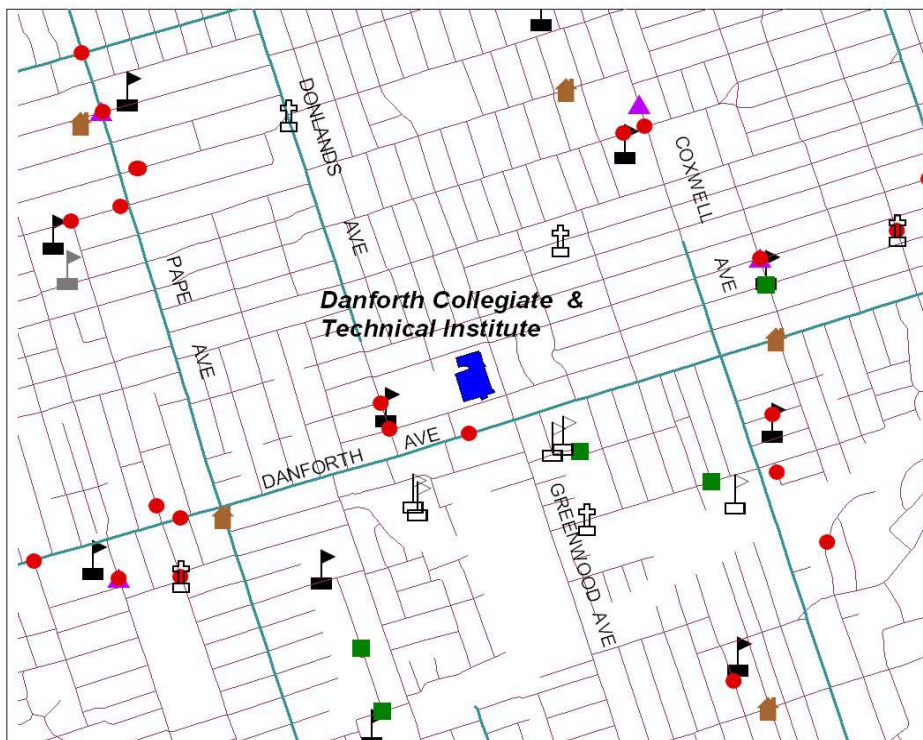 DONLANDS
AVE
COXWELL
AVE
PAPE
AVE
Danforth Collegiate &
Technical Institute
DANFORTH
AVE
GREENWOOD AVE